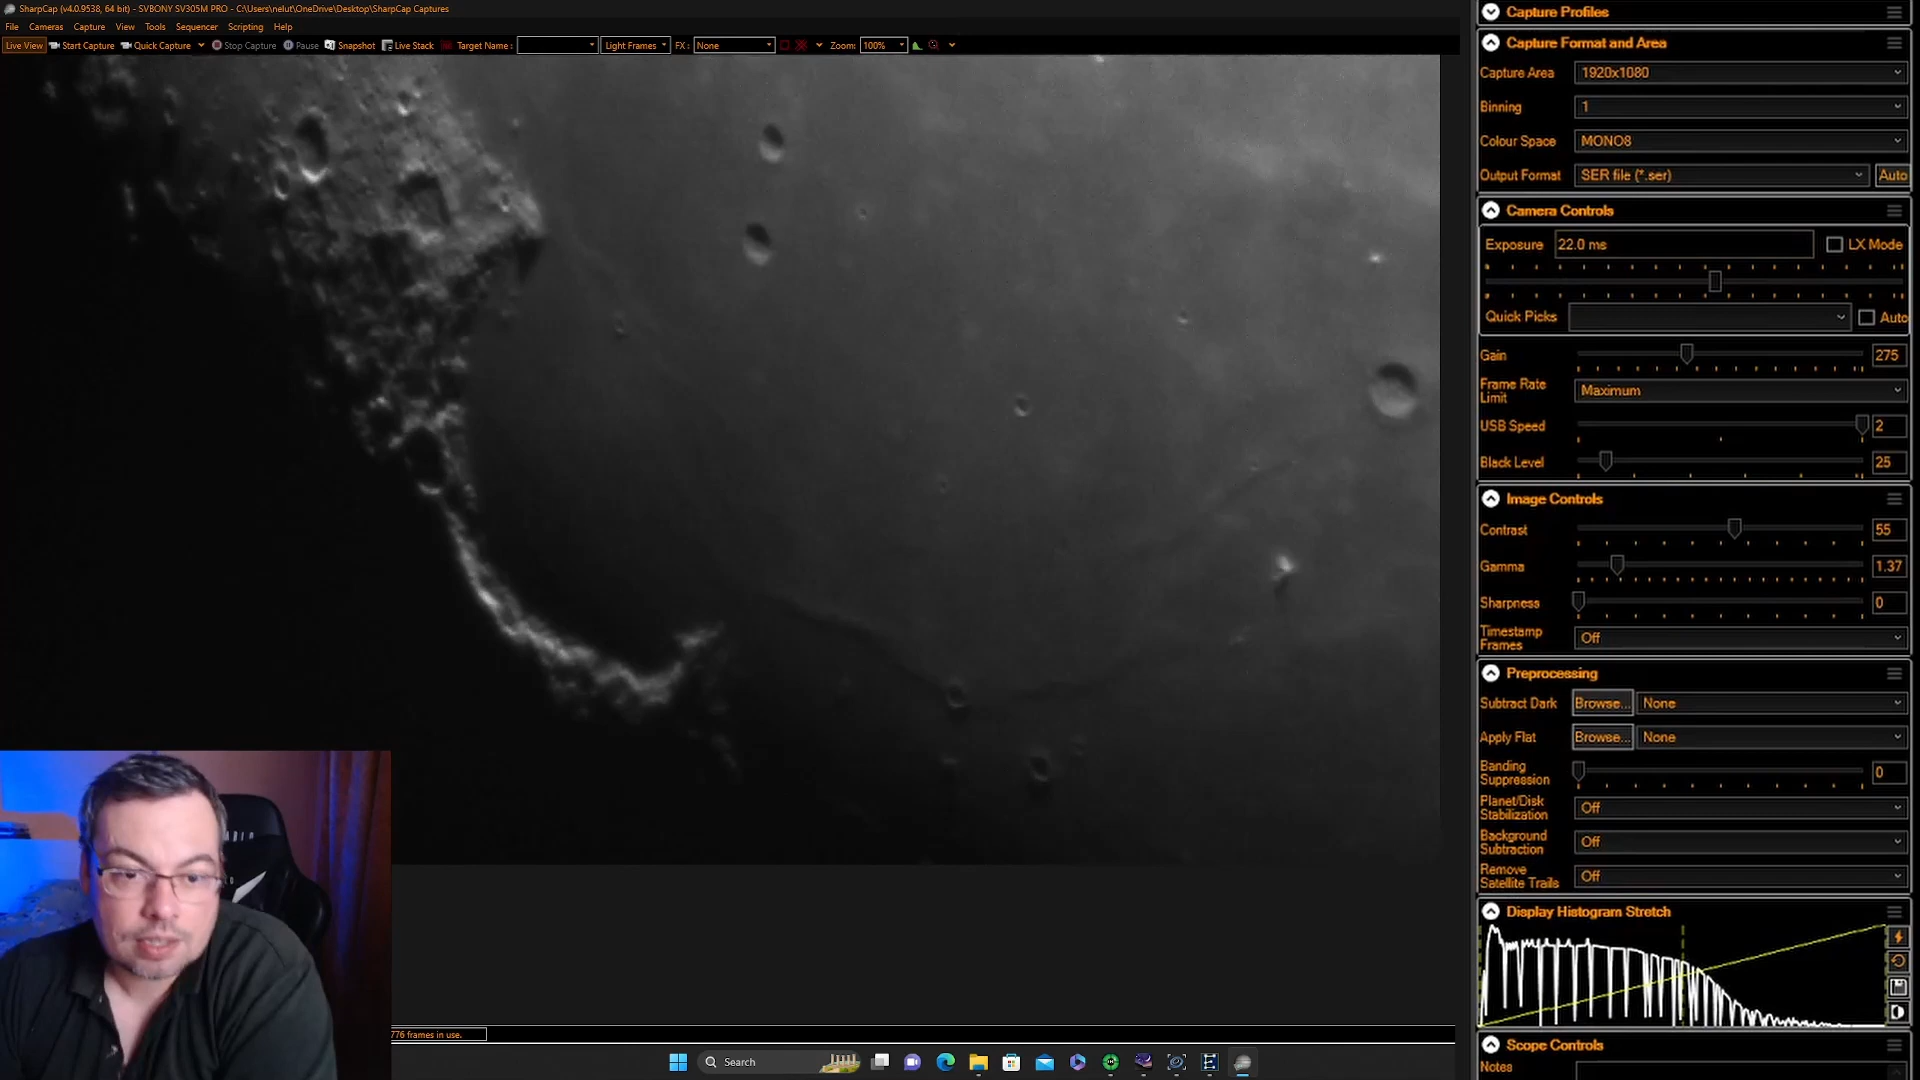 SharpCap (v4.0.9538, 64 bit) - SVBONY SV305M PRO - C:\Users\nelut\OneDrive\Desktop\SharpCap Captures
File Cameras Capture View Tools Sequencer Scripting Help
Live View Start Capture Quick Capture Stop Capture Pause Snapshot Live Stack Target Name : Light Frames FX : None Zoom: 100%
Capture Profiles
Capture Format and Area
Capture Area 1920x1080
Binning 1
Colour Space MONO8
Output Format SER file (*.ser) Auto
Camera Controls
Exposure 22.0 ms LX Mode
Quick Picks Auto
Gain 275
Frame Rate Limit Maximum
USB Speed 2
Black Level 25
Image Controls
Contrast 55
Gamma 1.37
Sharpness 0
Timestamp Frames Off
Preprocessing
Subtract Dark Browse... None
Apply Flat Browse... None
Banding Suppression 0
Planet/Disk Stabilization Off
Background Subtraction Off
Remove Satellite Trails Off
Display Histogram Stretch
Scope Controls
Notes
776 frames in use.
Search